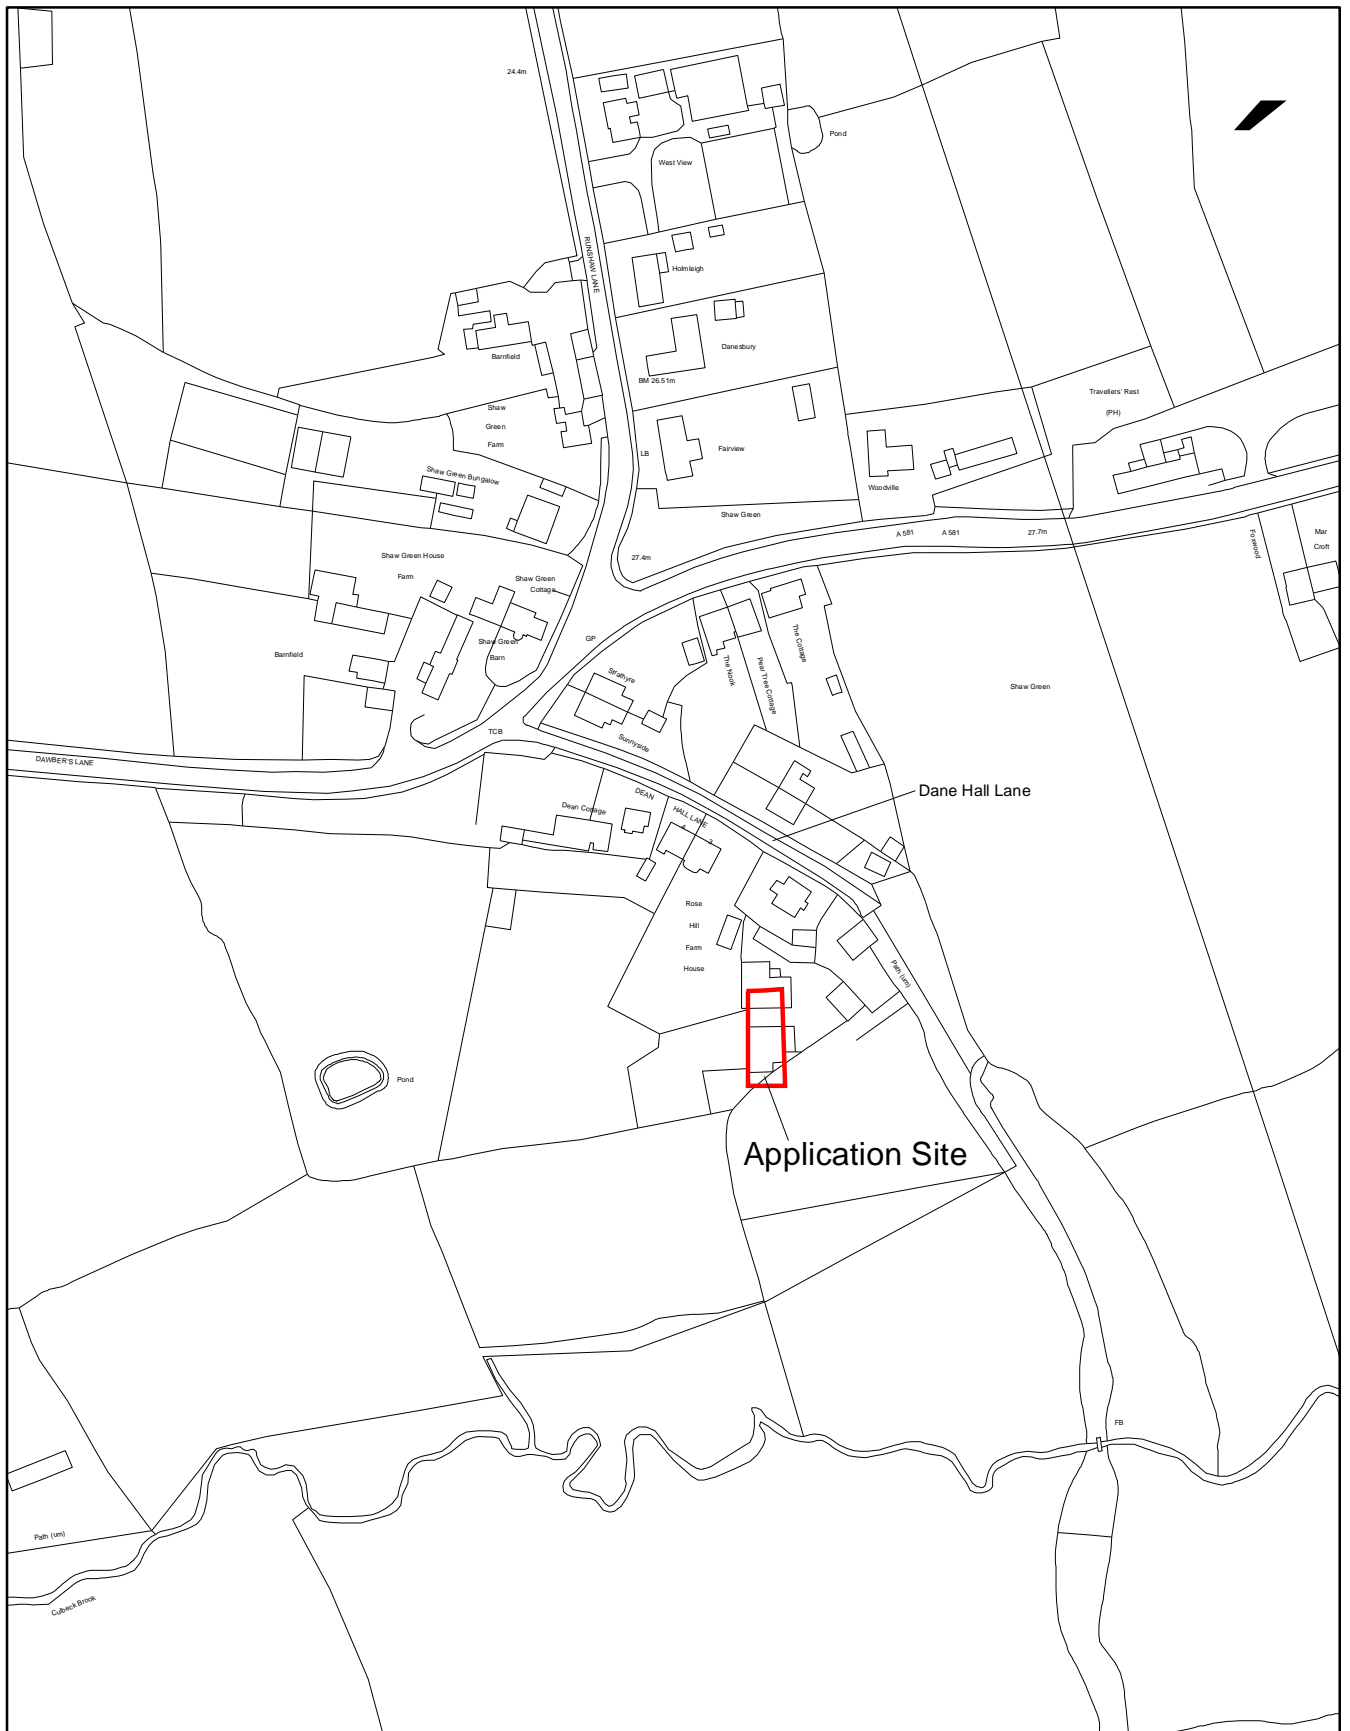 24.4m
Pond
West View
RUNSHAW LANE
Holmleigh
Danesbury
Barnfield
BM 26.51m
Travellers' Rest
(PH)
Shaw
Green
Farm
LB
Fairview
Shaw Green Bungalow
Woodville
Shaw Green
A 581
A 581
27.7m
Foxwood
Mar
Croft
Shaw Green House
Farm
27.4m
Shaw Green
Cottage
GP
Shaw Green
Barn
Barnfield
The Nook
Pear Tree Cottage
The Cottage
Strathyre
Shaw Green
TCB
Sunnyside
DAWBER'S LANE
Dane Hall Lane
DEAN
HALL LANE
Dean Cottage
4
3
Rose
Hill
Farm
House
Path (um)
Pond
Application Site
FB
Path (um)
Culbeck Brook